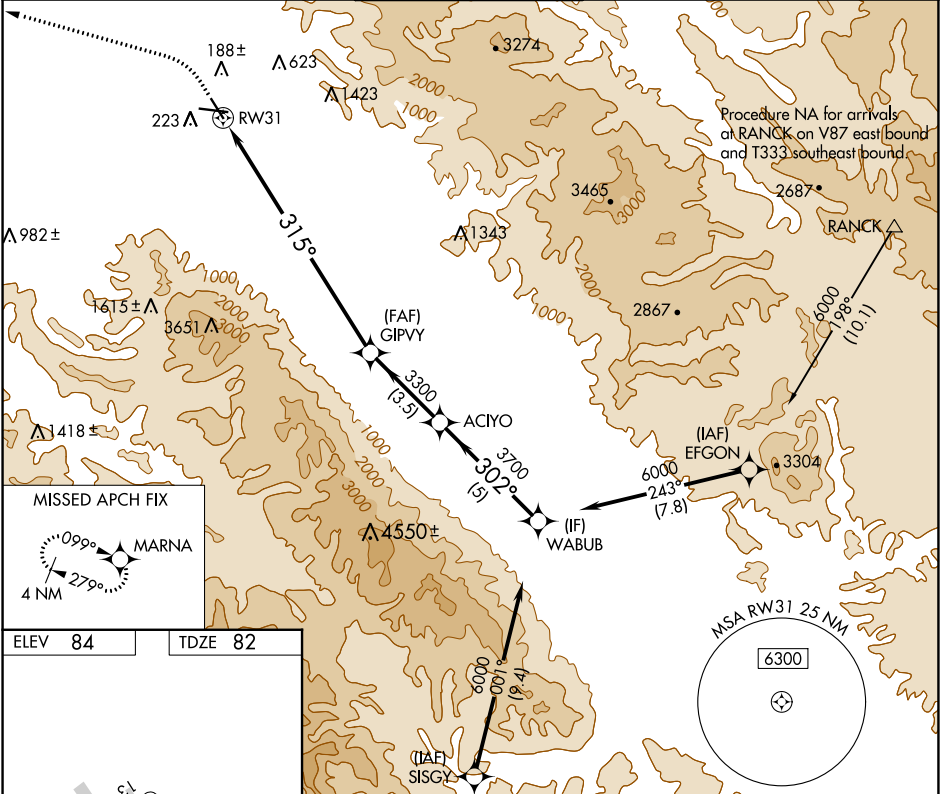 3274
188±
623
1423
2000
1000
223
RW31
Procedure NA for arrivals
at RANCK on V87 east bound
and T333 southeast bound.
3465
3000
2687
RANCK
982±
1343
315°
1000
2000
3000
1615±
3651
2000
1000
2867
6000
198°
(10.1)
(FAF)
GIPVY
3300
(3.5)
ACIYO
1418±
1000
2000
3000
3700
302°
(5)
(IAF)
EFGON
3304
6000
243°
(7.8)
(IF)
WABUB
4550±
MISSED APCH FIX
099°
MARNA
279°
4 NM
MSA RW31 25 NM
6300
6000
001°
(9.4)
(IAF)
SISGY
ELEV 84
TDZE 82